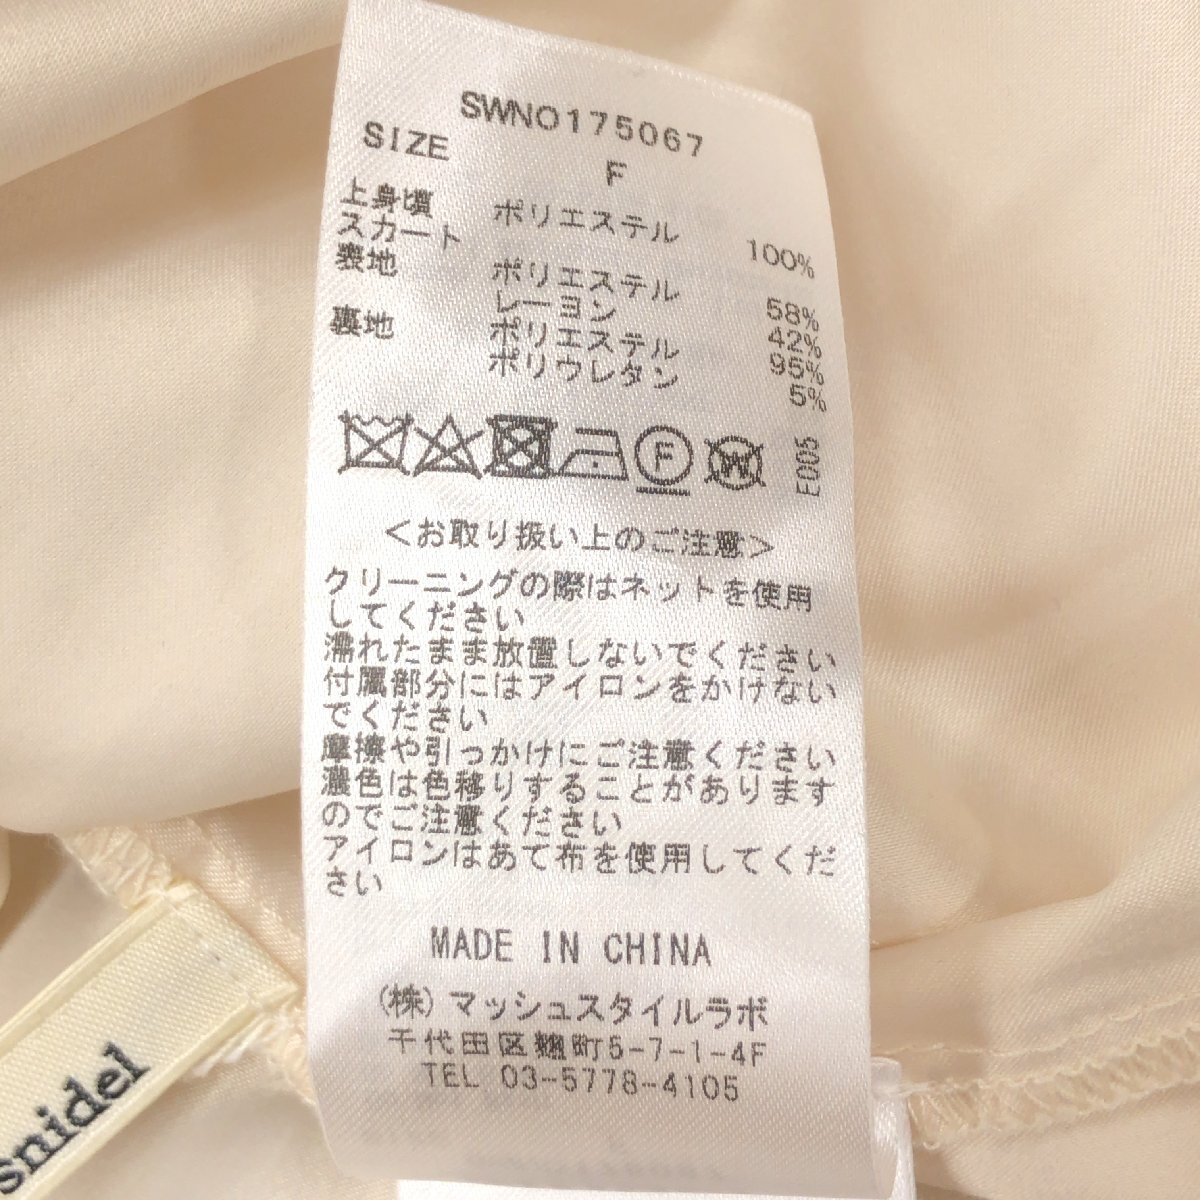 SWNO175067
SIZE F
上身頃 ポリエステル 100%
スカート
表地 ポリエステル 58%
レーヨン 42%
裏地 ポリエステル 95%
ポリウレタン 5%
F W E005
<お取り扱い上のご注意>
クリーニングの際はネットを使用
してください
濡れたまま放置しないでください
付属部分にはアイロンをかけない
でください
摩擦や引っかけにご注意ください
濃色は色移りすることがあります
のでご注意ください
アイロンはあて布を使用してくだ
さい
MADE IN CHINA
(株)マッシュスタイルラボ
千代田区麹町5-7-1-4F
TEL 03-5778-4105
snidel